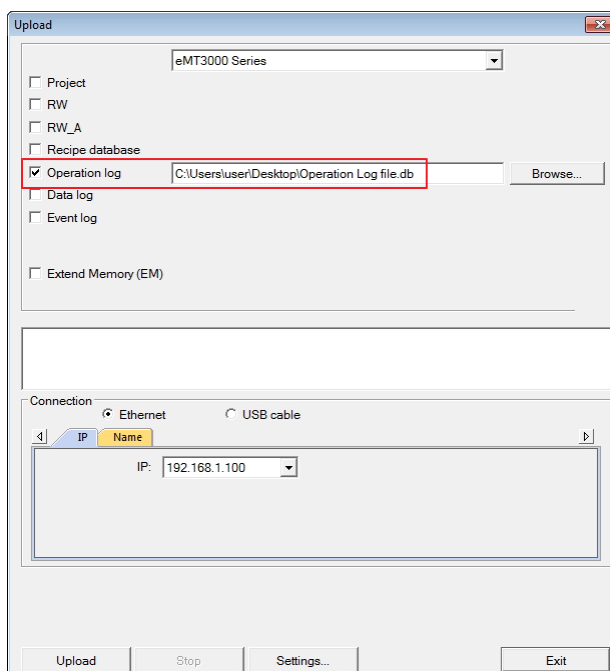 Upload
eMT3000 Series
Project
RW
RW_A
Recipe database
Operation log C:\Users\user\Desktop\Operation Log file.db Browse...
Data log
Event log
Extend Memory (EM)
Connection
Ethernet USB cable
IP Name
IP: 192.168.1.100
Upload Stop Settings... Exit